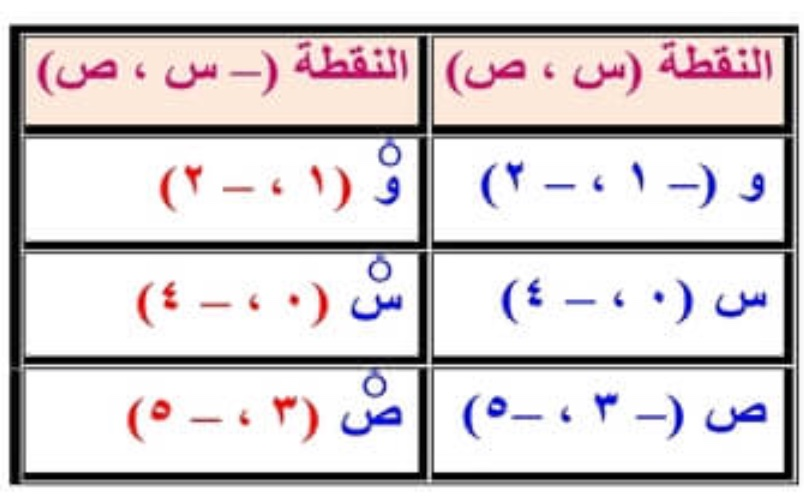 النقطة (س ، ص) النقطة (– س ، ص)
و (– ١ ، – ٢) وَ (١ ، – ٢)
س (٠ ، – ٤) سَ (٠ ، – ٤)
ص (– ٣ ، –٥) صَ (٣ ، – ٥)